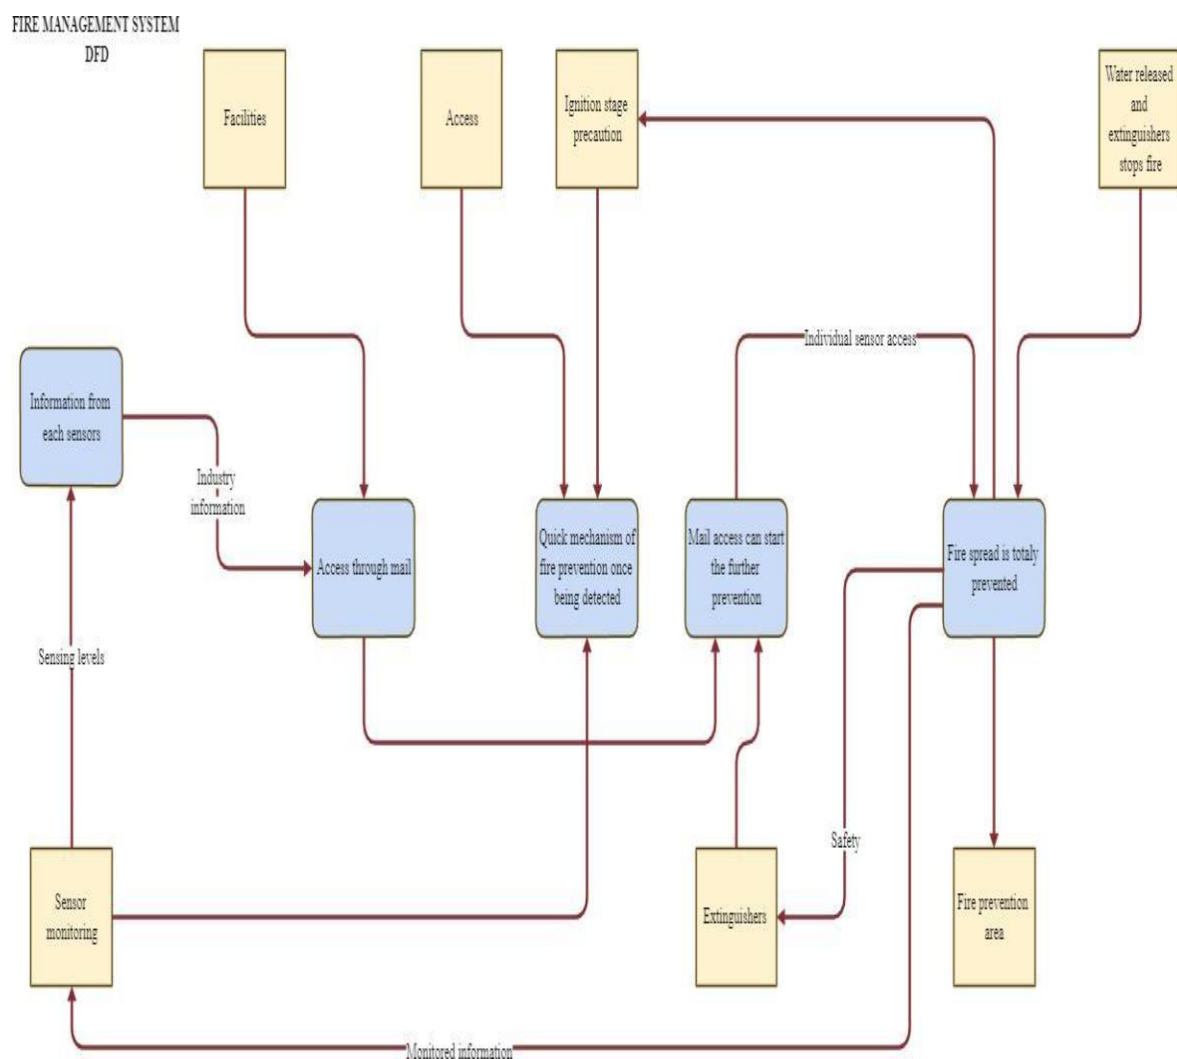 FIRE MANAGEMENT SYSTEM
DFD
Facilities
Access
Ignition stage
precaution
Water released
and
extinguishers
stops fire
Individual sensor access
Information from
each sensors
Industry
information
Access through mail
Quick mechanism of
fire prevention once
being detected
Mail access can start
the further
prevention
Fire spread is totaly
prevented
Sensing levels
Safety
Sensor
monitoring
Extinguishers
Fire prevention
area
Monitored information